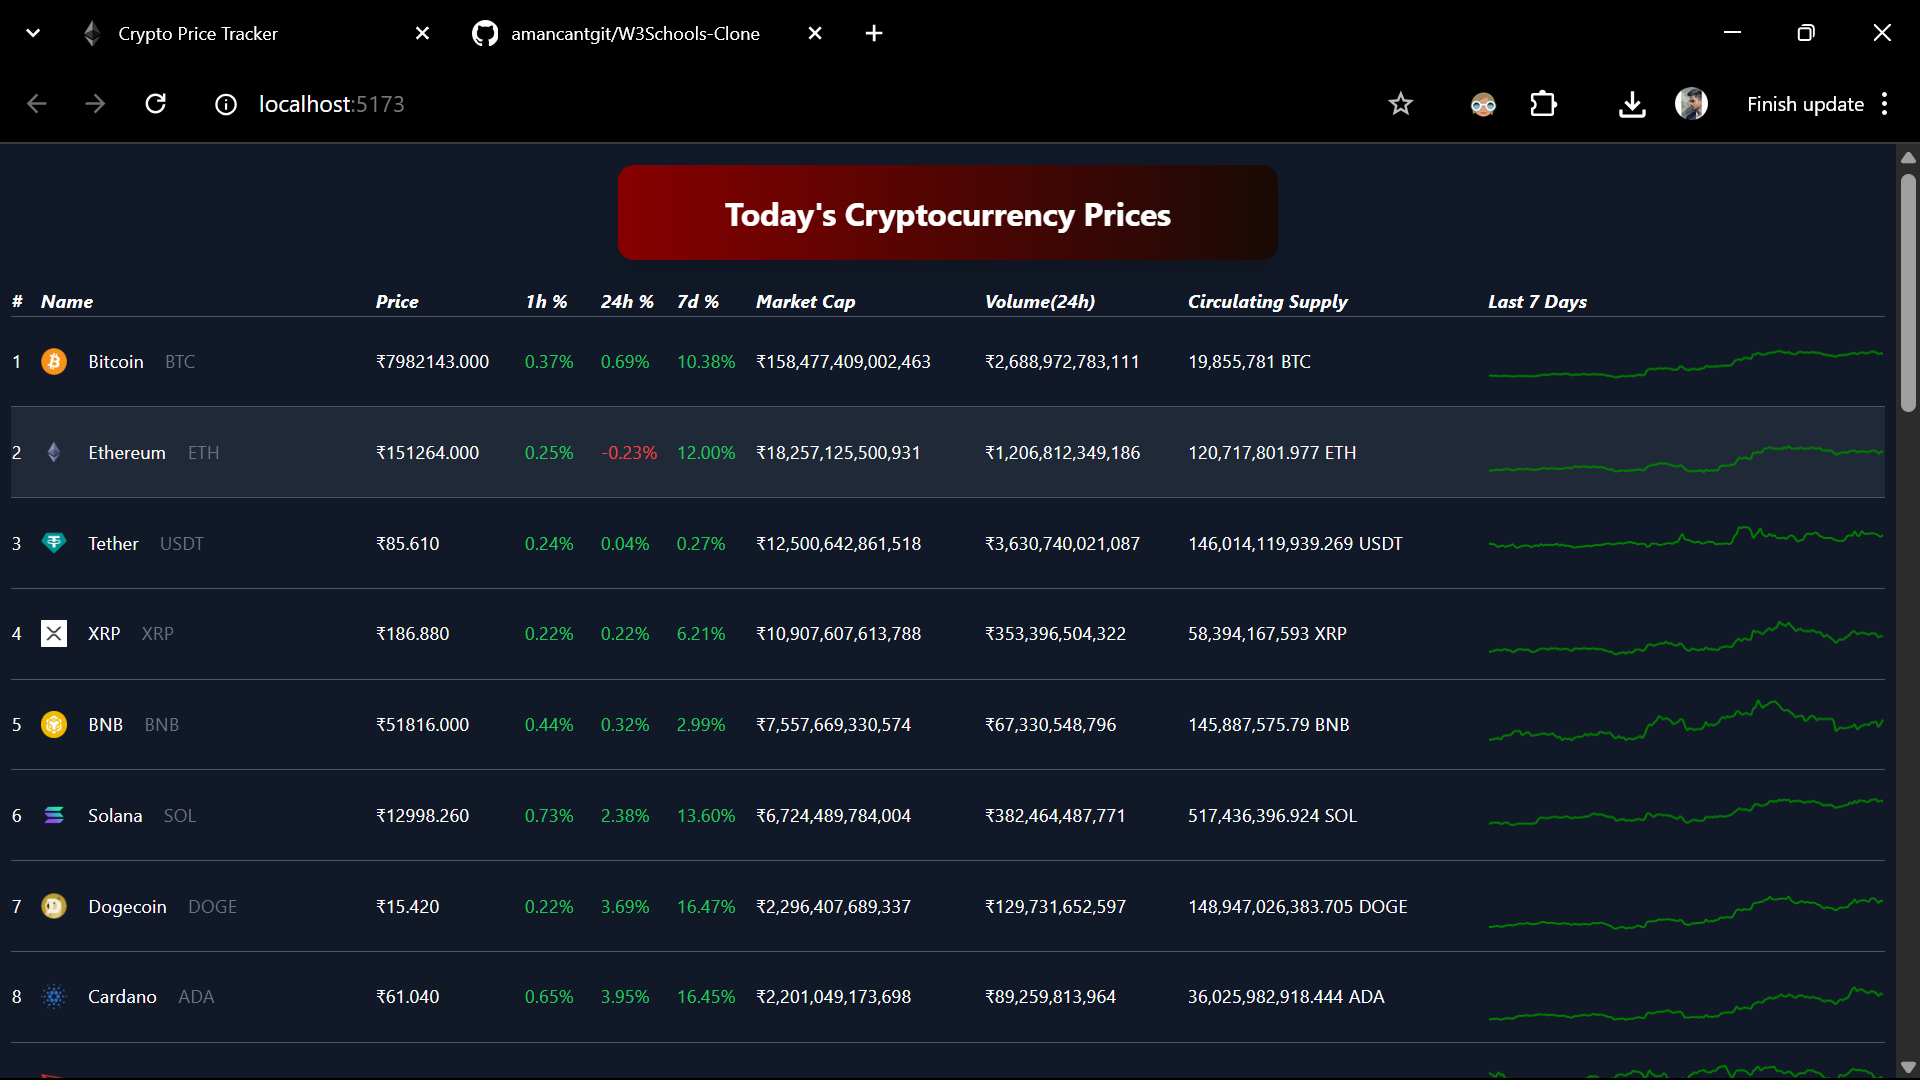 Crypto Price Tracker amancantgit/W3Schools-Clone
localhost:5173 Finish update
Today's Cryptocurrency Prices
# Name Price 1h % 24h % 7d % Market Cap Volume(24h) Circulating Supply Last 7 Days
1 Bitcoin BTC ₹7982143.000 0.37% 0.69% 10.38% ₹158,477,409,002,463 ₹2,688,972,783,111 19,855,781 BTC
2 Ethereum ETH ₹151264.000 0.25% -0.23% 12.00% ₹18,257,125,500,931 ₹1,206,812,349,186 120,717,801.977 ETH
3 Tether USDT ₹85.610 0.24% 0.04% 0.27% ₹12,500,642,861,518 ₹3,630,740,021,087 146,014,119,939.269 USDT
4 XRP XRP ₹186.880 0.22% 0.22% 6.21% ₹10,907,607,613,788 ₹353,396,504,322 58,394,167,593 XRP
5 BNB BNB ₹51816.000 0.44% 0.32% 2.99% ₹7,557,669,330,574 ₹67,330,548,796 145,887,575.79 BNB
6 Solana SOL ₹12998.260 0.73% 2.38% 13.60% ₹6,724,489,784,004 ₹382,464,487,771 517,436,396.924 SOL
7 Dogecoin DOGE ₹15.420 0.22% 3.69% 16.47% ₹2,296,407,689,337 ₹129,731,652,597 148,947,026,383.705 DOGE
8 Cardano ADA ₹61.040 0.65% 3.95% 16.45% ₹2,201,049,173,698 ₹89,259,813,964 36,025,982,918.444 ADA